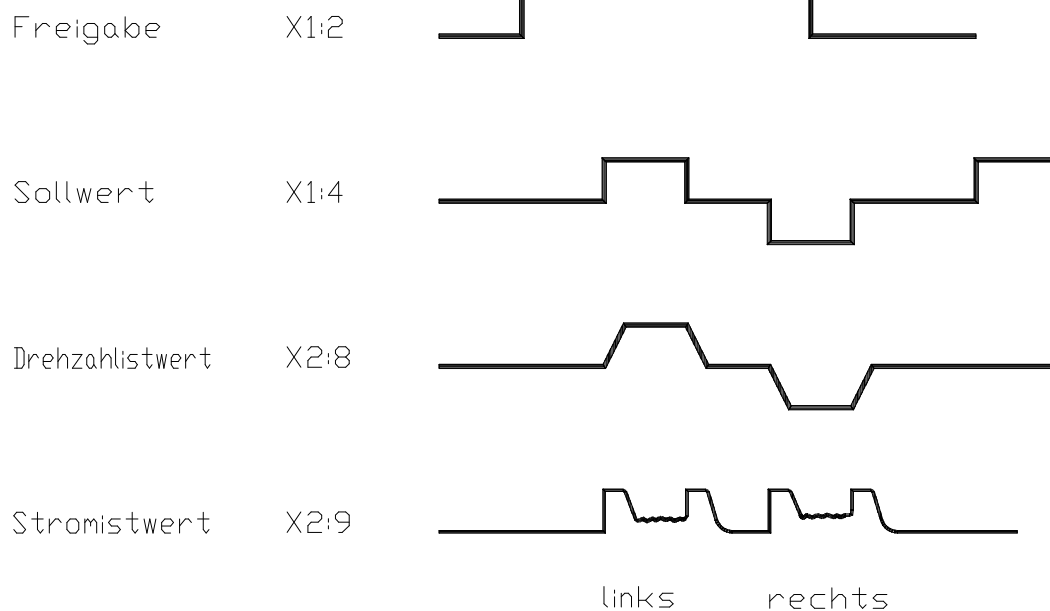 Freigabe X1:2
Sollwert X1:4
Drehzahlistwert X2:8
Stromistwert X2:9
links rechts